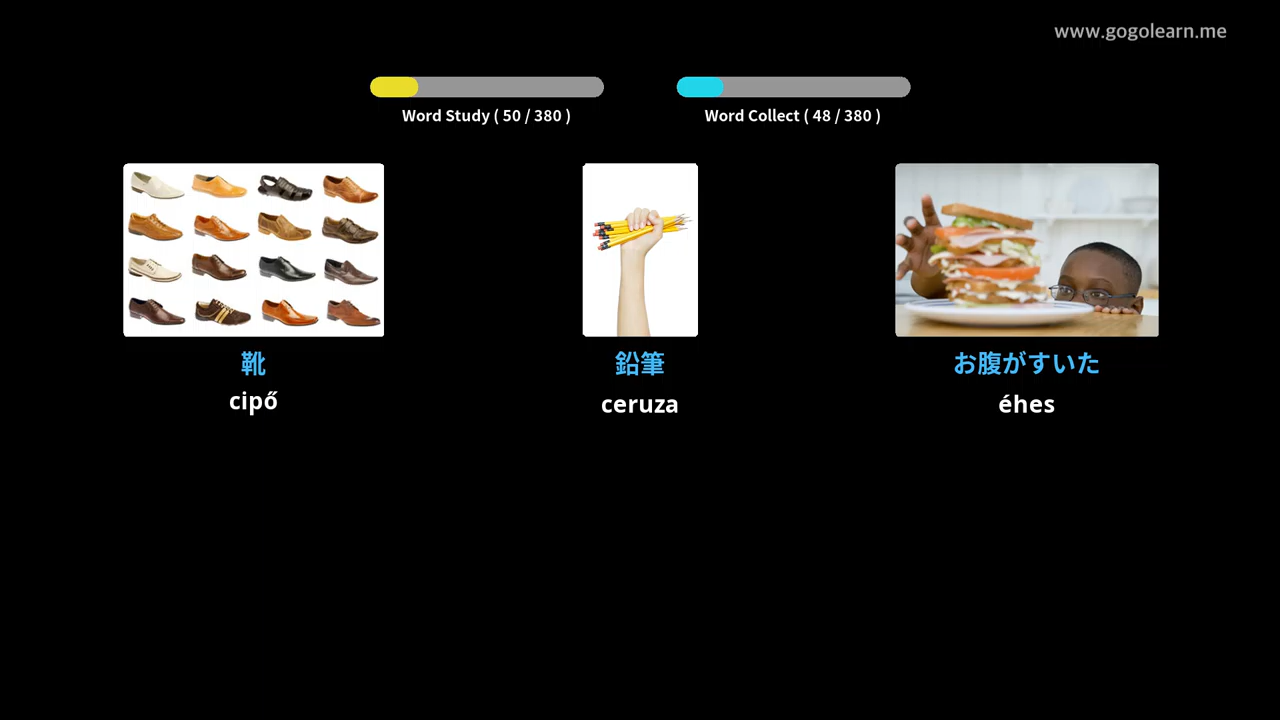 www.gogolearn.me
Word Study ( 50 / 380 )
Word Collect ( 48 / 380 )
靴
cipő
鉛筆
ceruza
お腹がすいた
éhes